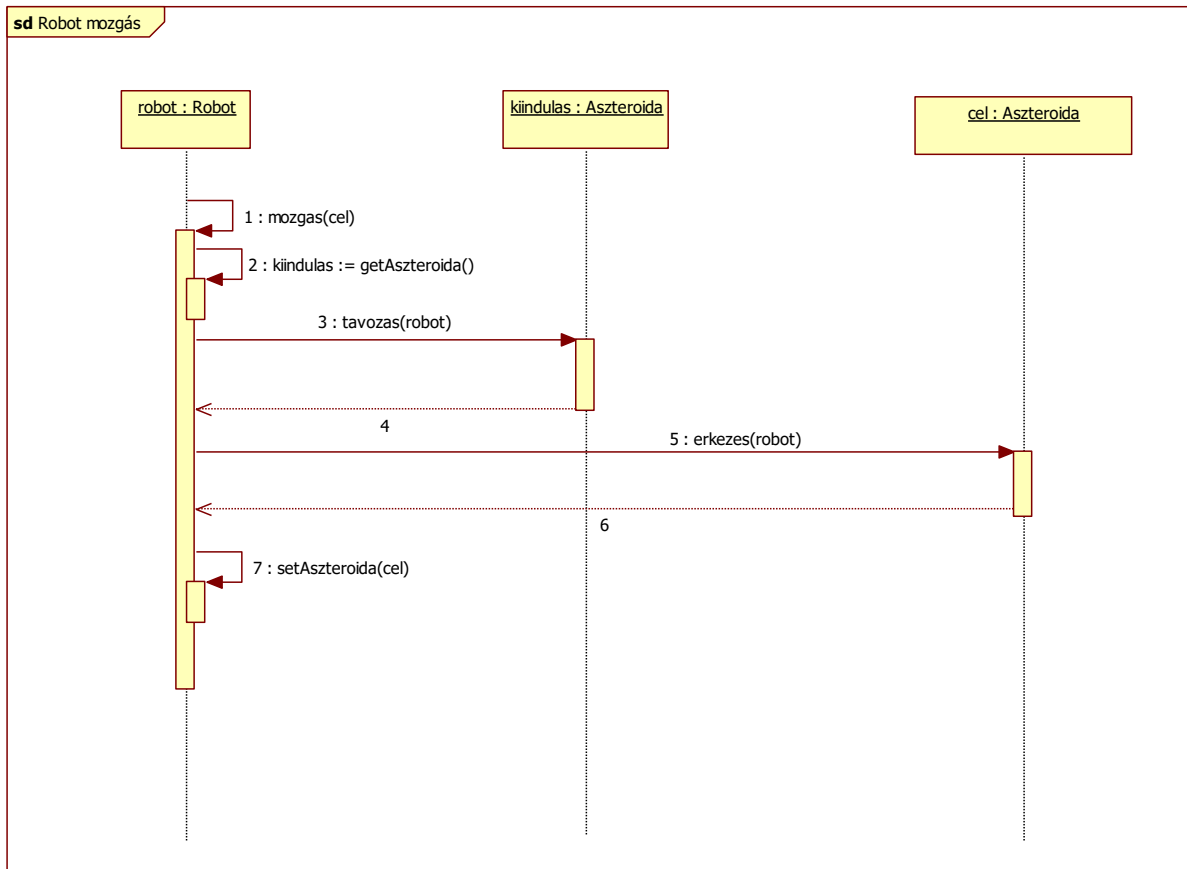 sd Robot mozgás
robot : Robot
kiindulas : Aszteroida
cel : Aszteroida
1 : mozgas(cel)
2 : kiindulas := getAszteroida()
3 : tavozas(robot)
4
5 : erkezes(robot)
6
7 : setAszteroida(cel)